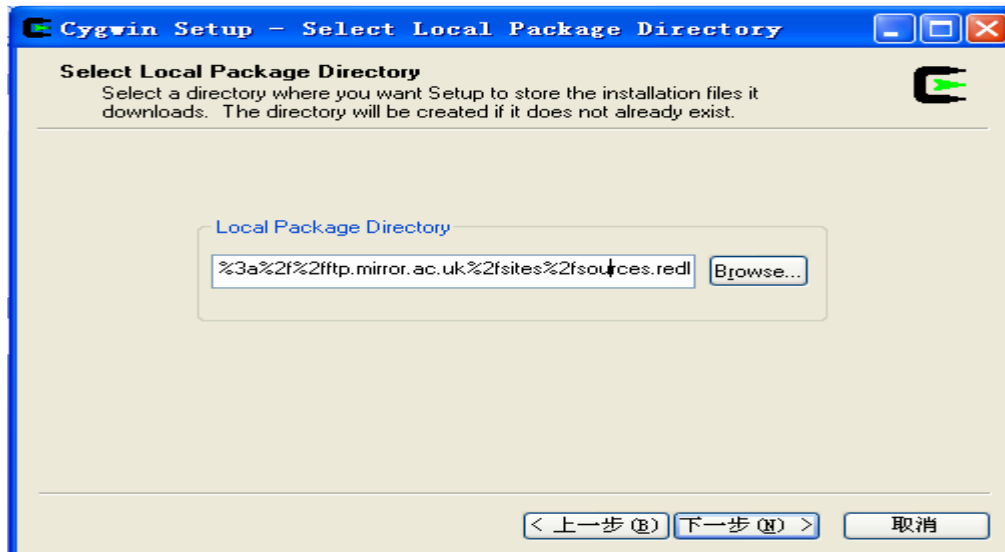 Cygwin Setup - Select Local Package Directory
Select Local Package Directory
Select a directory where you want Setup to store the installation files it
downloads. The directory will be created if it does not already exist.
Local Package Directory
%3a%2f%2fftp.mirror.ac.uk%2fsites%2fsources.redl
Browse...
< 上一步(B)
下一步(N) >
取消